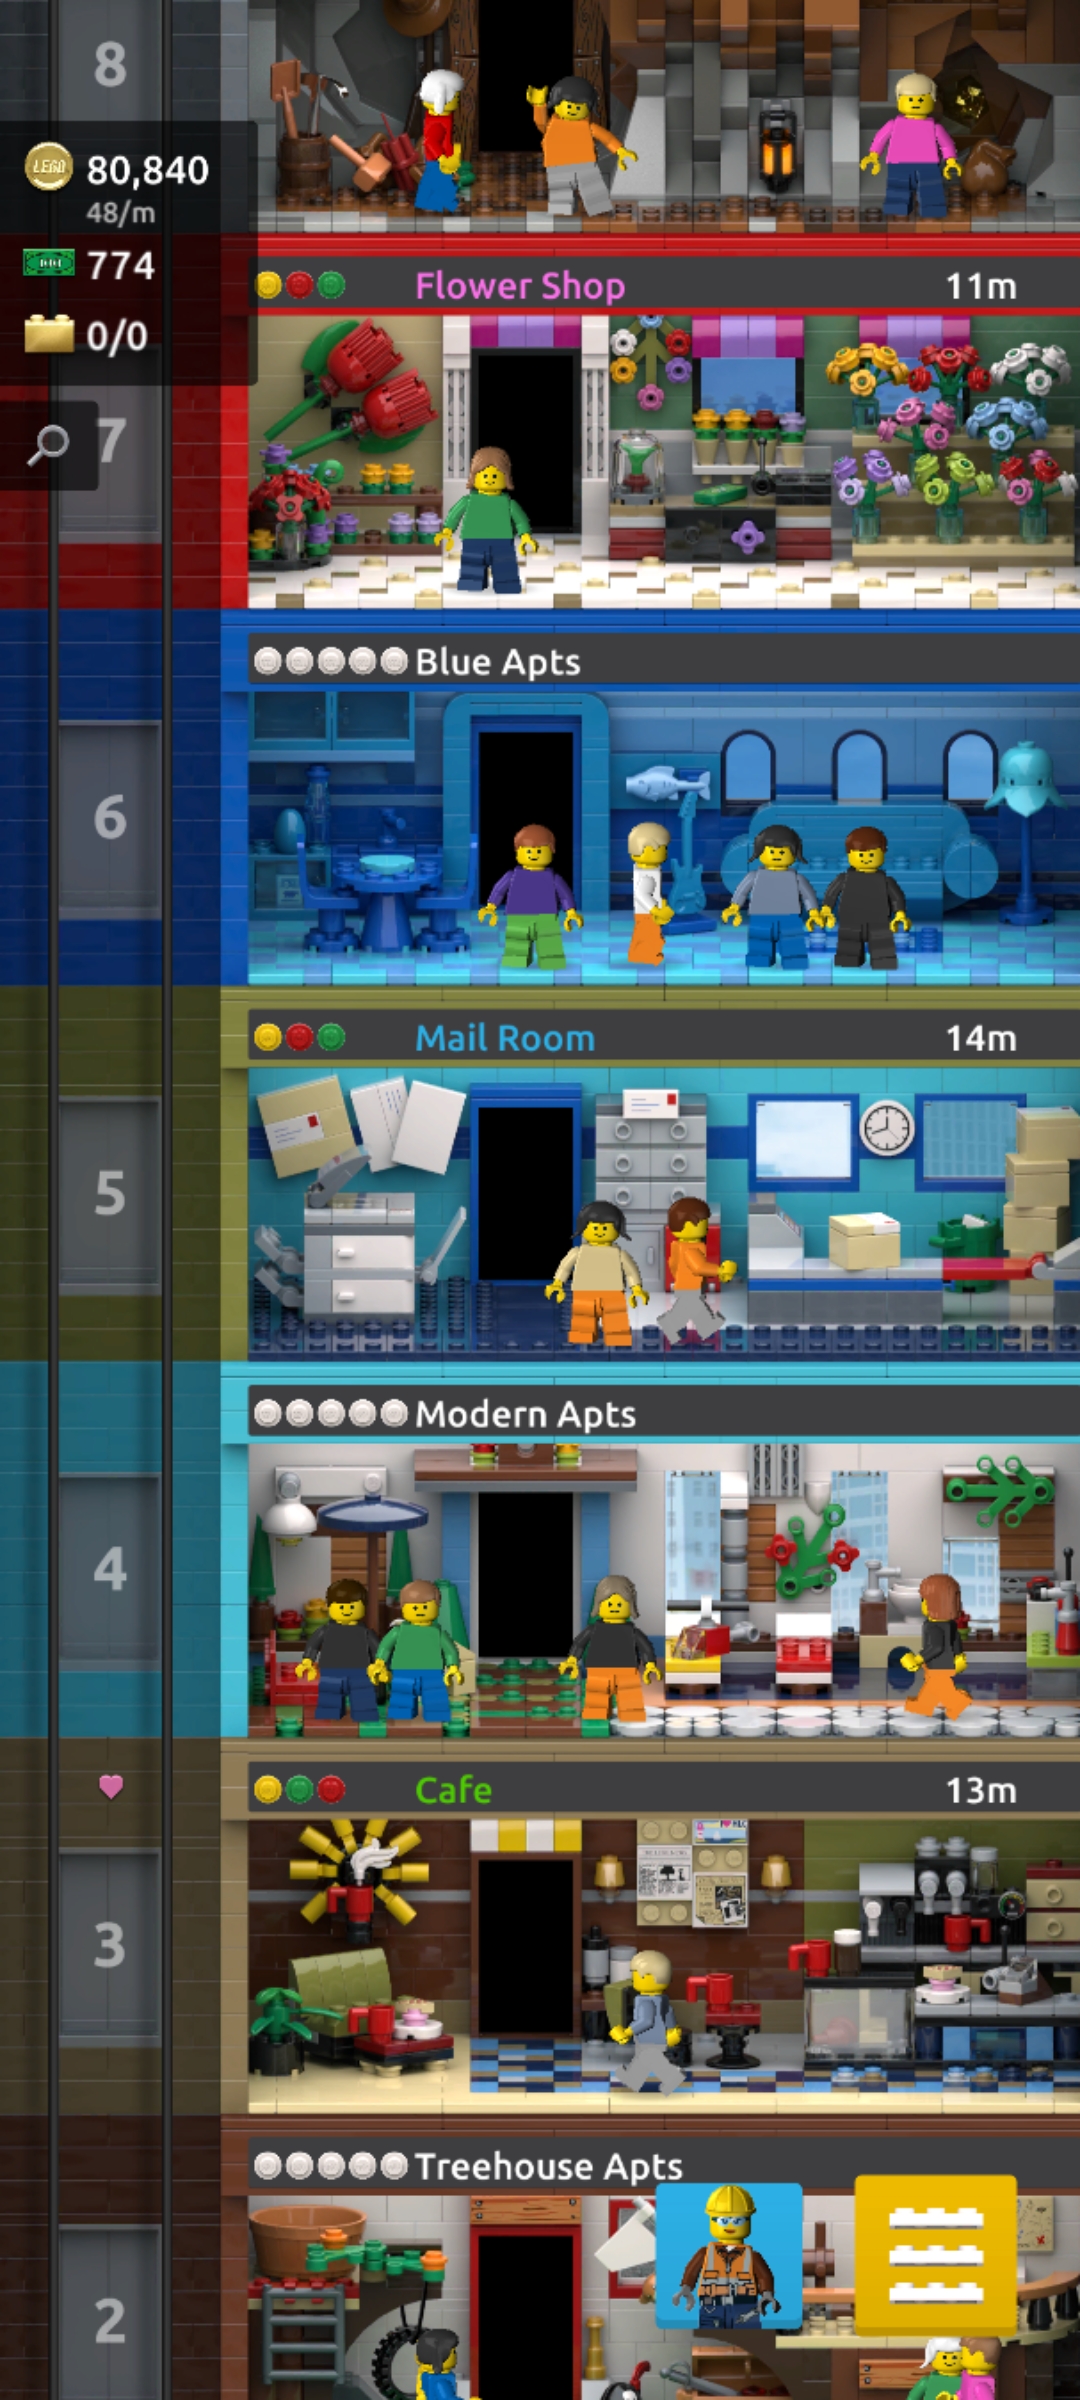 8
LEGO
80,840
48/m
774
0/0
Flower Shop
11m
7
Blue Apts
6
Mail Room
14m
5
Modern Apts
4
Cafe
13m
3
Treehouse Apts
2